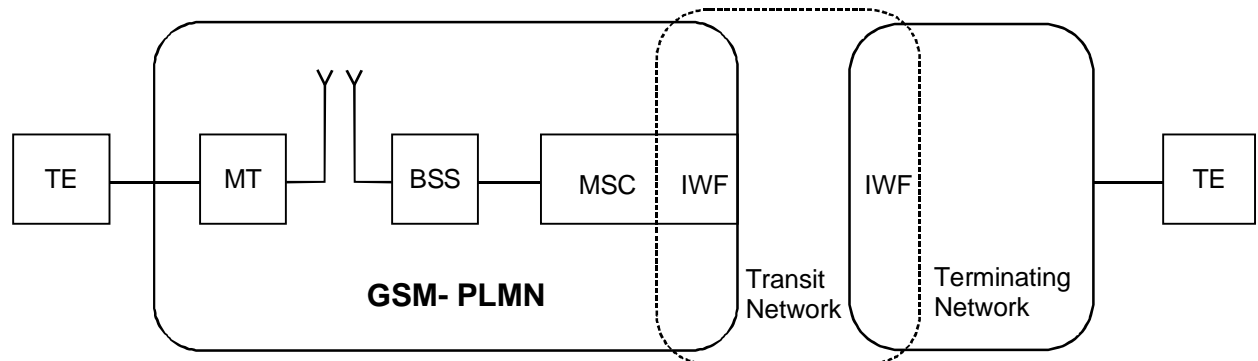 TE
MT
BSS
MSC
IWF
IWF
TE
GSM- PLMN
Transit
Network
Terminating
Network